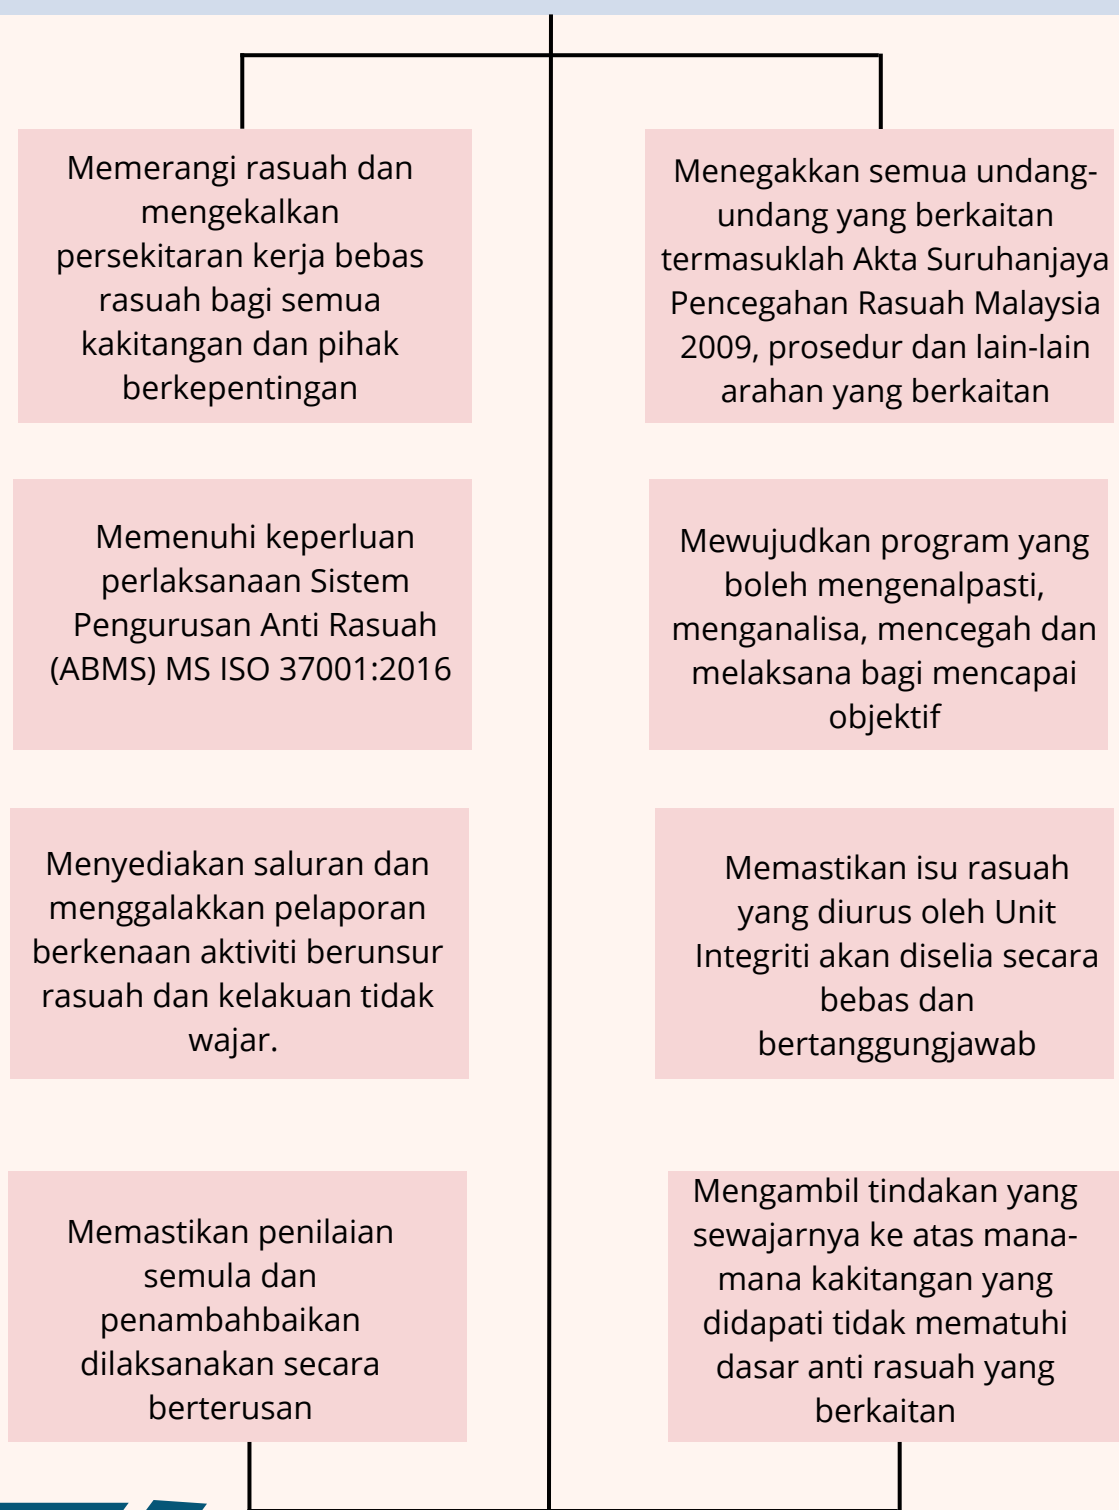 Memerangi rasuah dan
mengekalkan
persekitaran kerja bebas
rasuah bagi semua
kakitangan dan pihak
berkepentingan
Menegakkan semua undang-
undang yang berkaitan
termasuklah Akta Suruhanjaya
Pencegahan Rasuah Malaysia
2009, prosedur dan lain-lain
arahan yang berkaitan
Memenuhi keperluan
perlaksanaan Sistem
Pengurusan Anti Rasuah
(ABMS) MS ISO 37001:2016
Mewujudkan program yang
boleh mengenalpasti,
menganalisa, mencegah dan
melaksana bagi mencapai
objektif
Menyediakan saluran dan
menggalakkan pelaporan
berkenaan aktiviti berunsur
rasuah dan kelakuan tidak
wajar.
Memastikan isu rasuah
yang diurus oleh Unit
Integriti akan diselia secara
bebas dan
bertanggungjawab
Memastikan penilaian
semula dan
penambahbaikan
dilaksanakan secara
berterusan
Mengambil tindakan yang
sewajarnya ke atas mana-
mana kakitangan yang
didapati tidak mematuhi
dasar anti rasuah yang
berkaitan